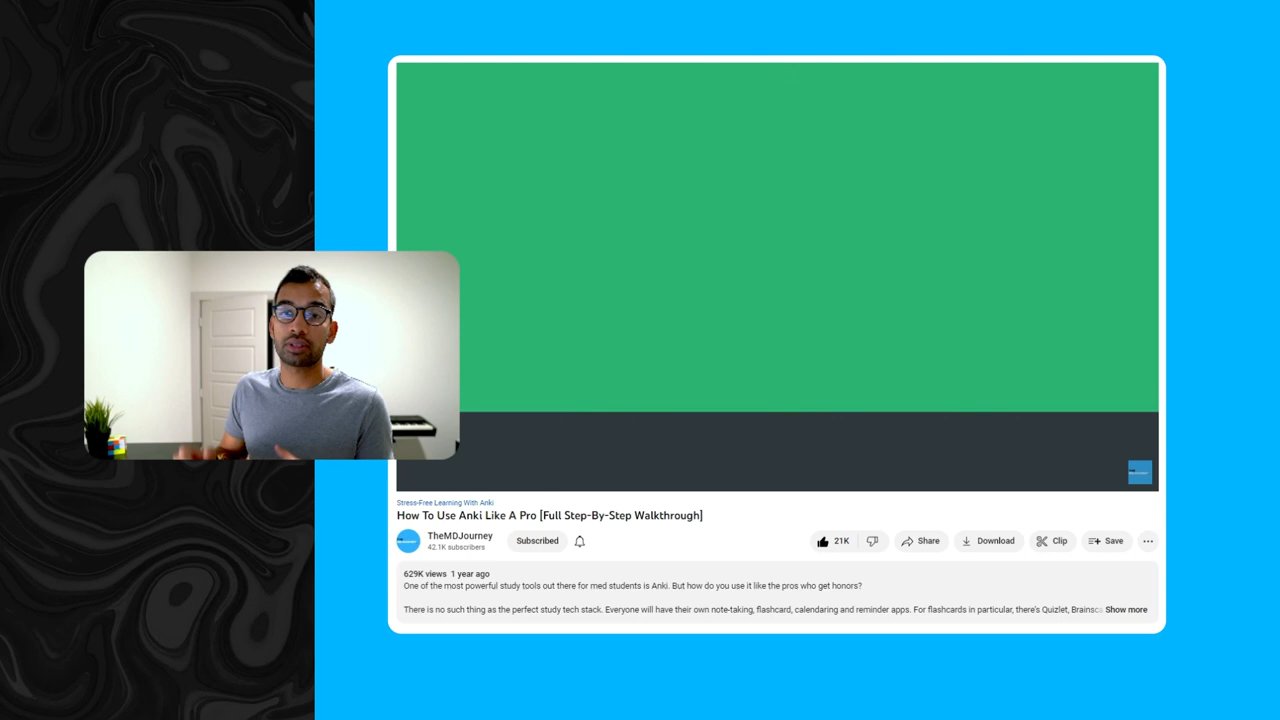 Stress-Free Learning With Anki
How To Use Anki Like A Pro [Full Step-By-Step Walkthrough]
TheMDJourney
42.1K subscribers
Subscribed
21K
Share
Download
Clip
Save
629K views 1 year ago
One of the most powerful study tools out there for med students is Anki. But how do you use it like the pros who get honors?
There is no such thing as the perfect study tech stack. Everyone will have their own note-taking, flashcard, calendaring and reminder apps. For flashcards in particular, there's Quizlet, Brainsca Show more